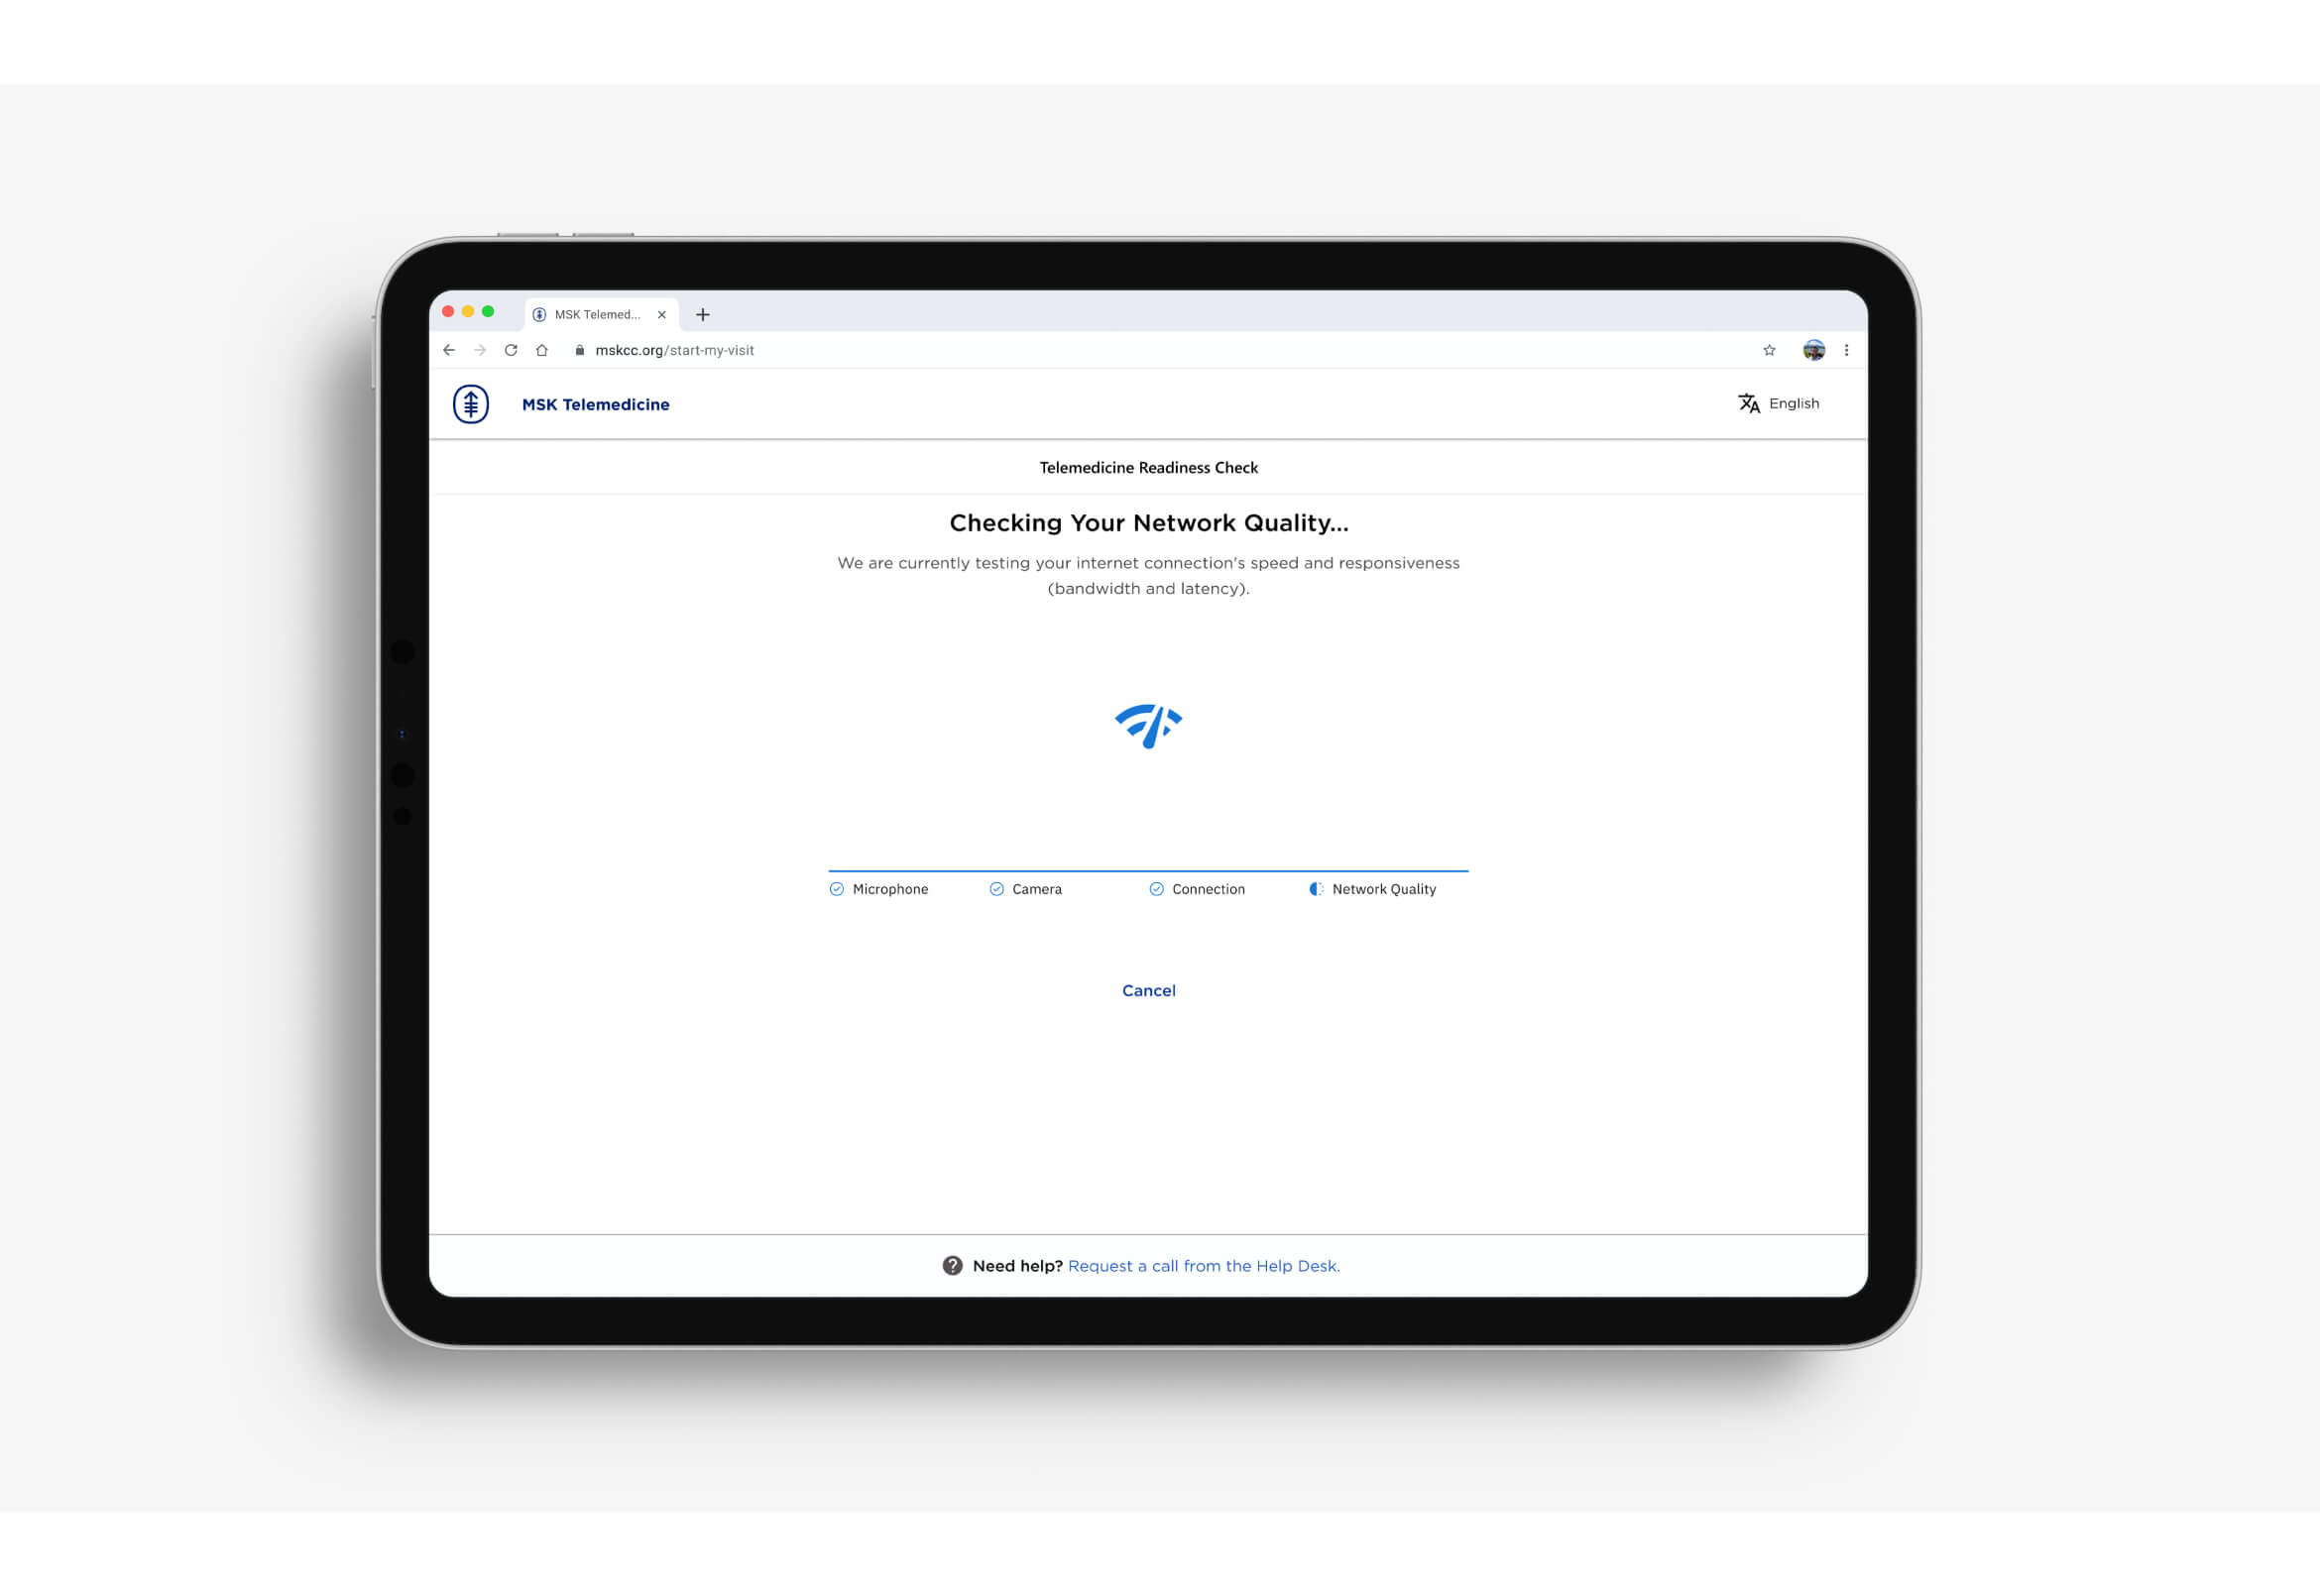 MSK Telemed...
mskcc.org/start-my-visit
MSK Telemedicine
English
Telemedicine Readiness Check
Checking Your Network Quality...
We are currently testing your internet connection's speed and responsiveness
(bandwidth and latency).
Microphone
Camera
Connection
Network Quality
Cancel
Need help? Request a call from the Help Desk.